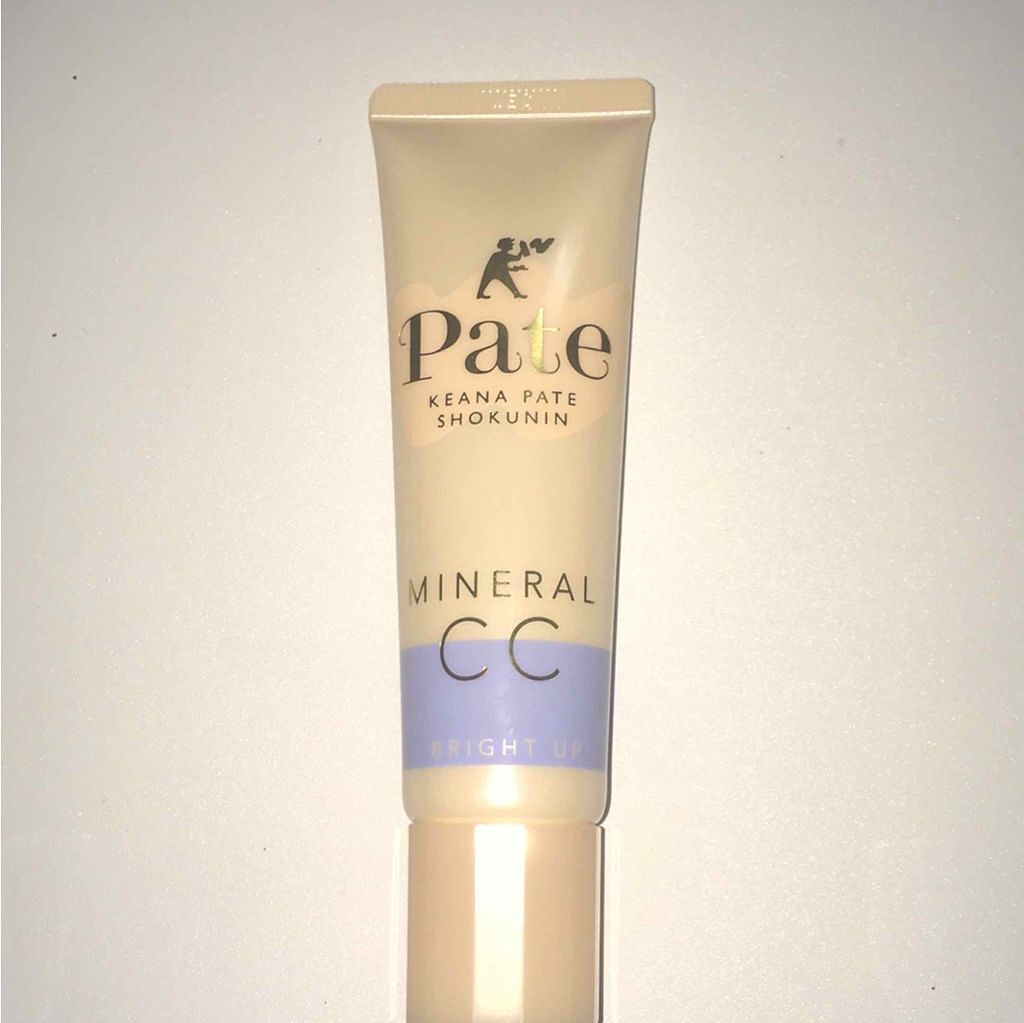 Pate
KEANA PATE
SHOKUNIN
MINERAL
CC
BRIGHT UP